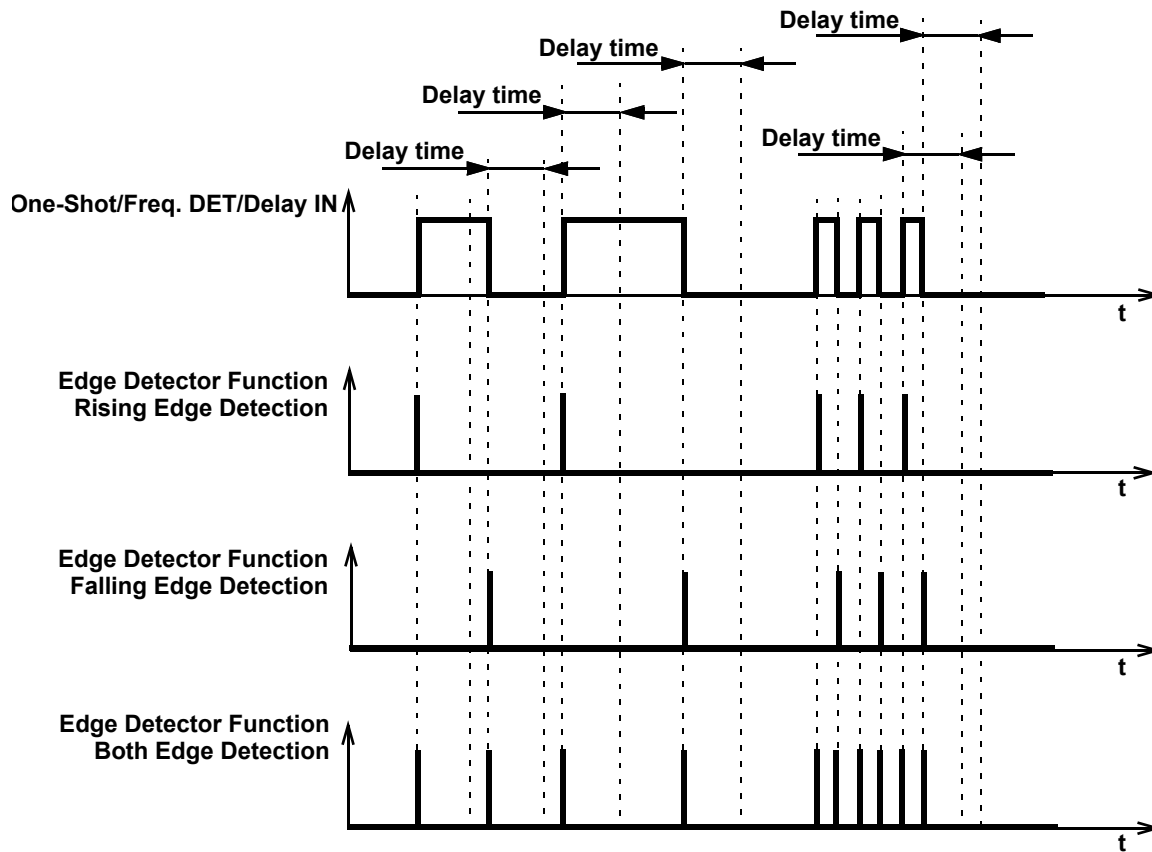 Delay time
Delay time
Delay time
Delay time
Delay time
One-Shot/Freq. DET/Delay IN
t
Edge Detector Function
Rising Edge Detection
t
Edge Detector Function
Falling Edge Detection
t
Edge Detector Function
Both Edge Detection
t